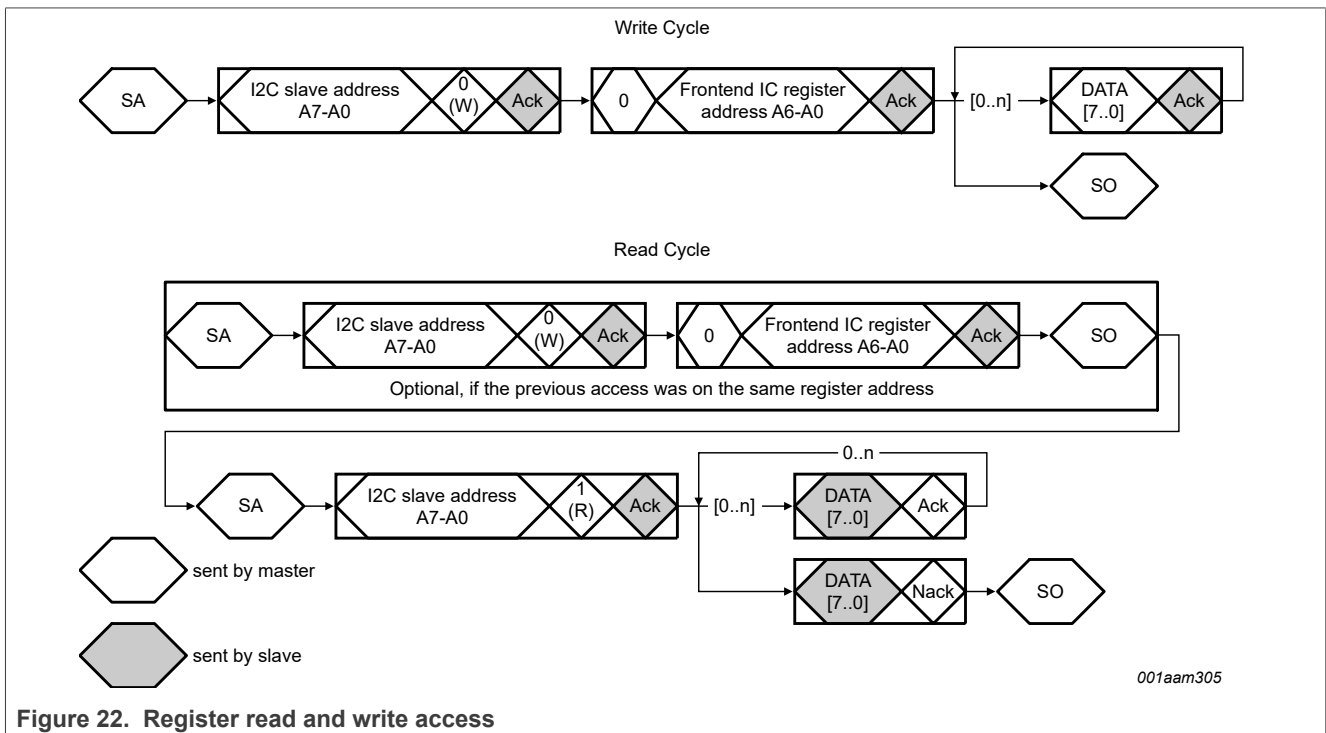 Write Cycle
SA
I2C slave address
A7-A0
0
(W)
Ack
0
Frontend IC register
address A6-A0
Ack
[0..n]
DATA
[7..0]
Ack
SO
Read Cycle
SA
I2C slave address
A7-A0
0
(W)
Ack
0
Frontend IC register
address A6-A0
Ack
SO
Optional, if the previous access was on the same register address
0..n
SA
I2C slave address
A7-A0
1
(R)
Ack
[0..n]
DATA
[7..0]
Ack
sent by master
DATA
[7..0]
Nack
SO
sent by slave
001aam305
Figure 22. Register read and write access